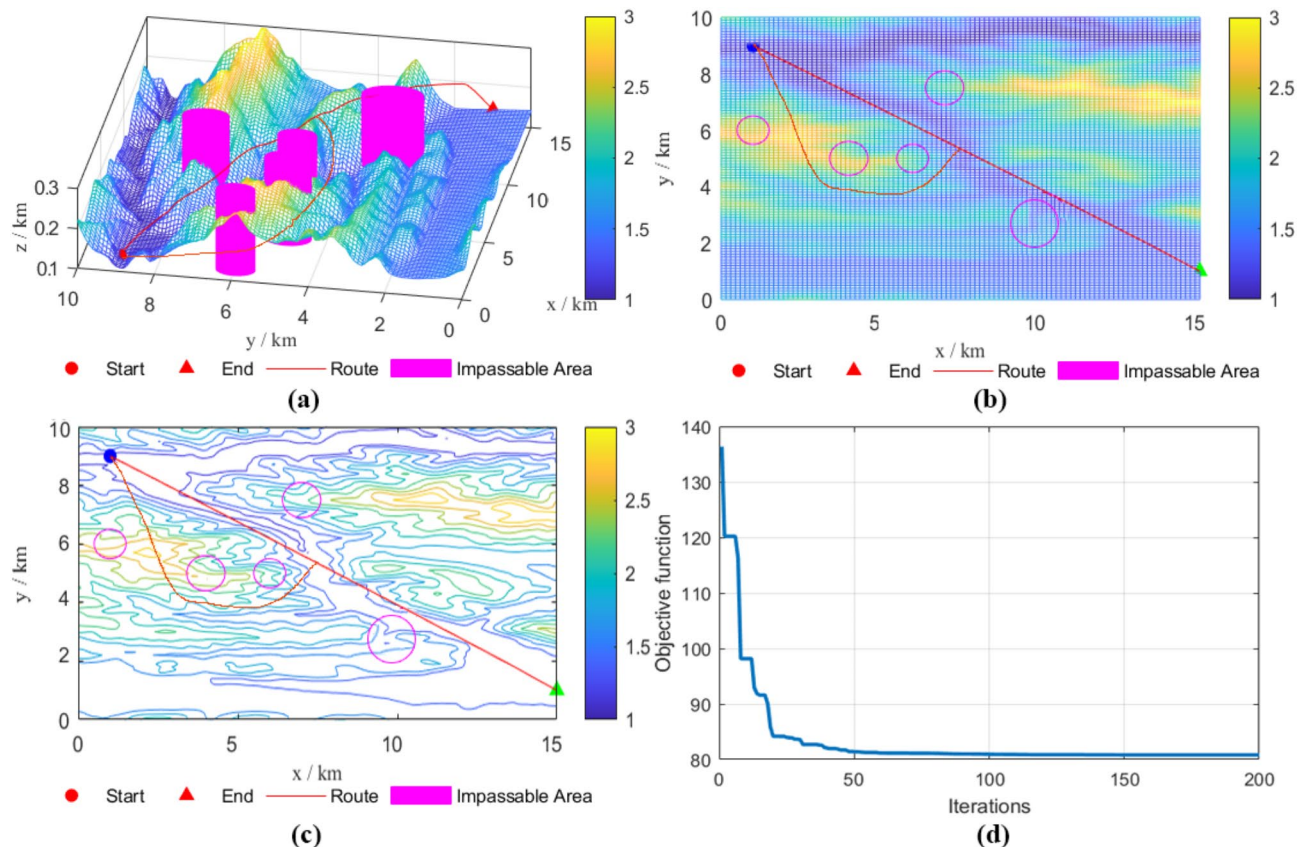 3
2.5
2
1.5
1
0.3
0.2
0.1
z / km
10
8
6
4
2
0
y / km
0
5
10
15
x / km
Start
End
Route
Impassable Area
(a)
10
8
6
4
2
0
y / km
0
5
10
15
x / km
3
2.5
2
1.5
1
Start
End
Route
Impassable Area
(b)
10
8
6
4
2
0
y / km
0
5
10
15
x / km
3
2.5
2
1.5
1
Start
End
Route
Impassable Area
(c)
140
130
120
110
100
90
80
Objective function
0
50
100
150
200
Iterations
(d)